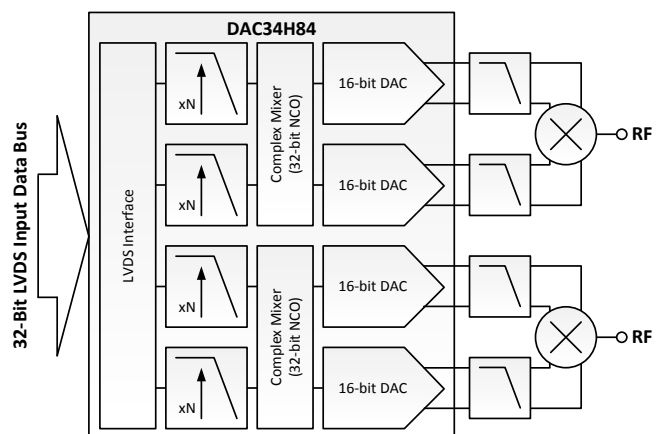 DAC34H84
32-Bit LVDS Input Data Bus
LVDS Interface
xN
xN
xN
xN
Complex Mixer
(32-bit NCO)
Complex Mixer
(32-bit NCO)
16-bit DAC
16-bit DAC
16-bit DAC
16-bit DAC
RF
RF